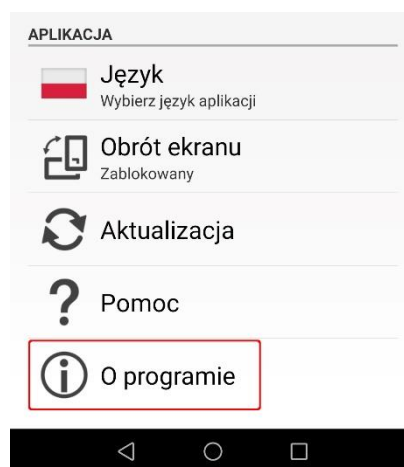 APLIKACJA
Język
Wybierz język aplikacji
Obrót ekranu
Zablokowany
Aktualizacja
Pomoc
O programie